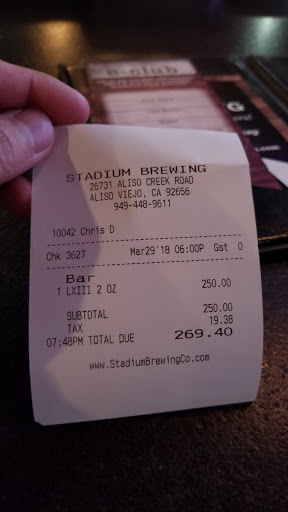 e-club
STADIUM BREWING
26731 ALISO CREEK ROAD
ALISO VIEJO, CA 92656
949-448-9611
10042 Chris D
Chk 3627 Mar29'18 06:00P Gst 0
Bar
1 LXIII 2 OZ 250.00
SUBTOTAL 250.00
TAX 19.38
07:48PM TOTAL DUE 269.40
www.StadiumBrewingCo.com